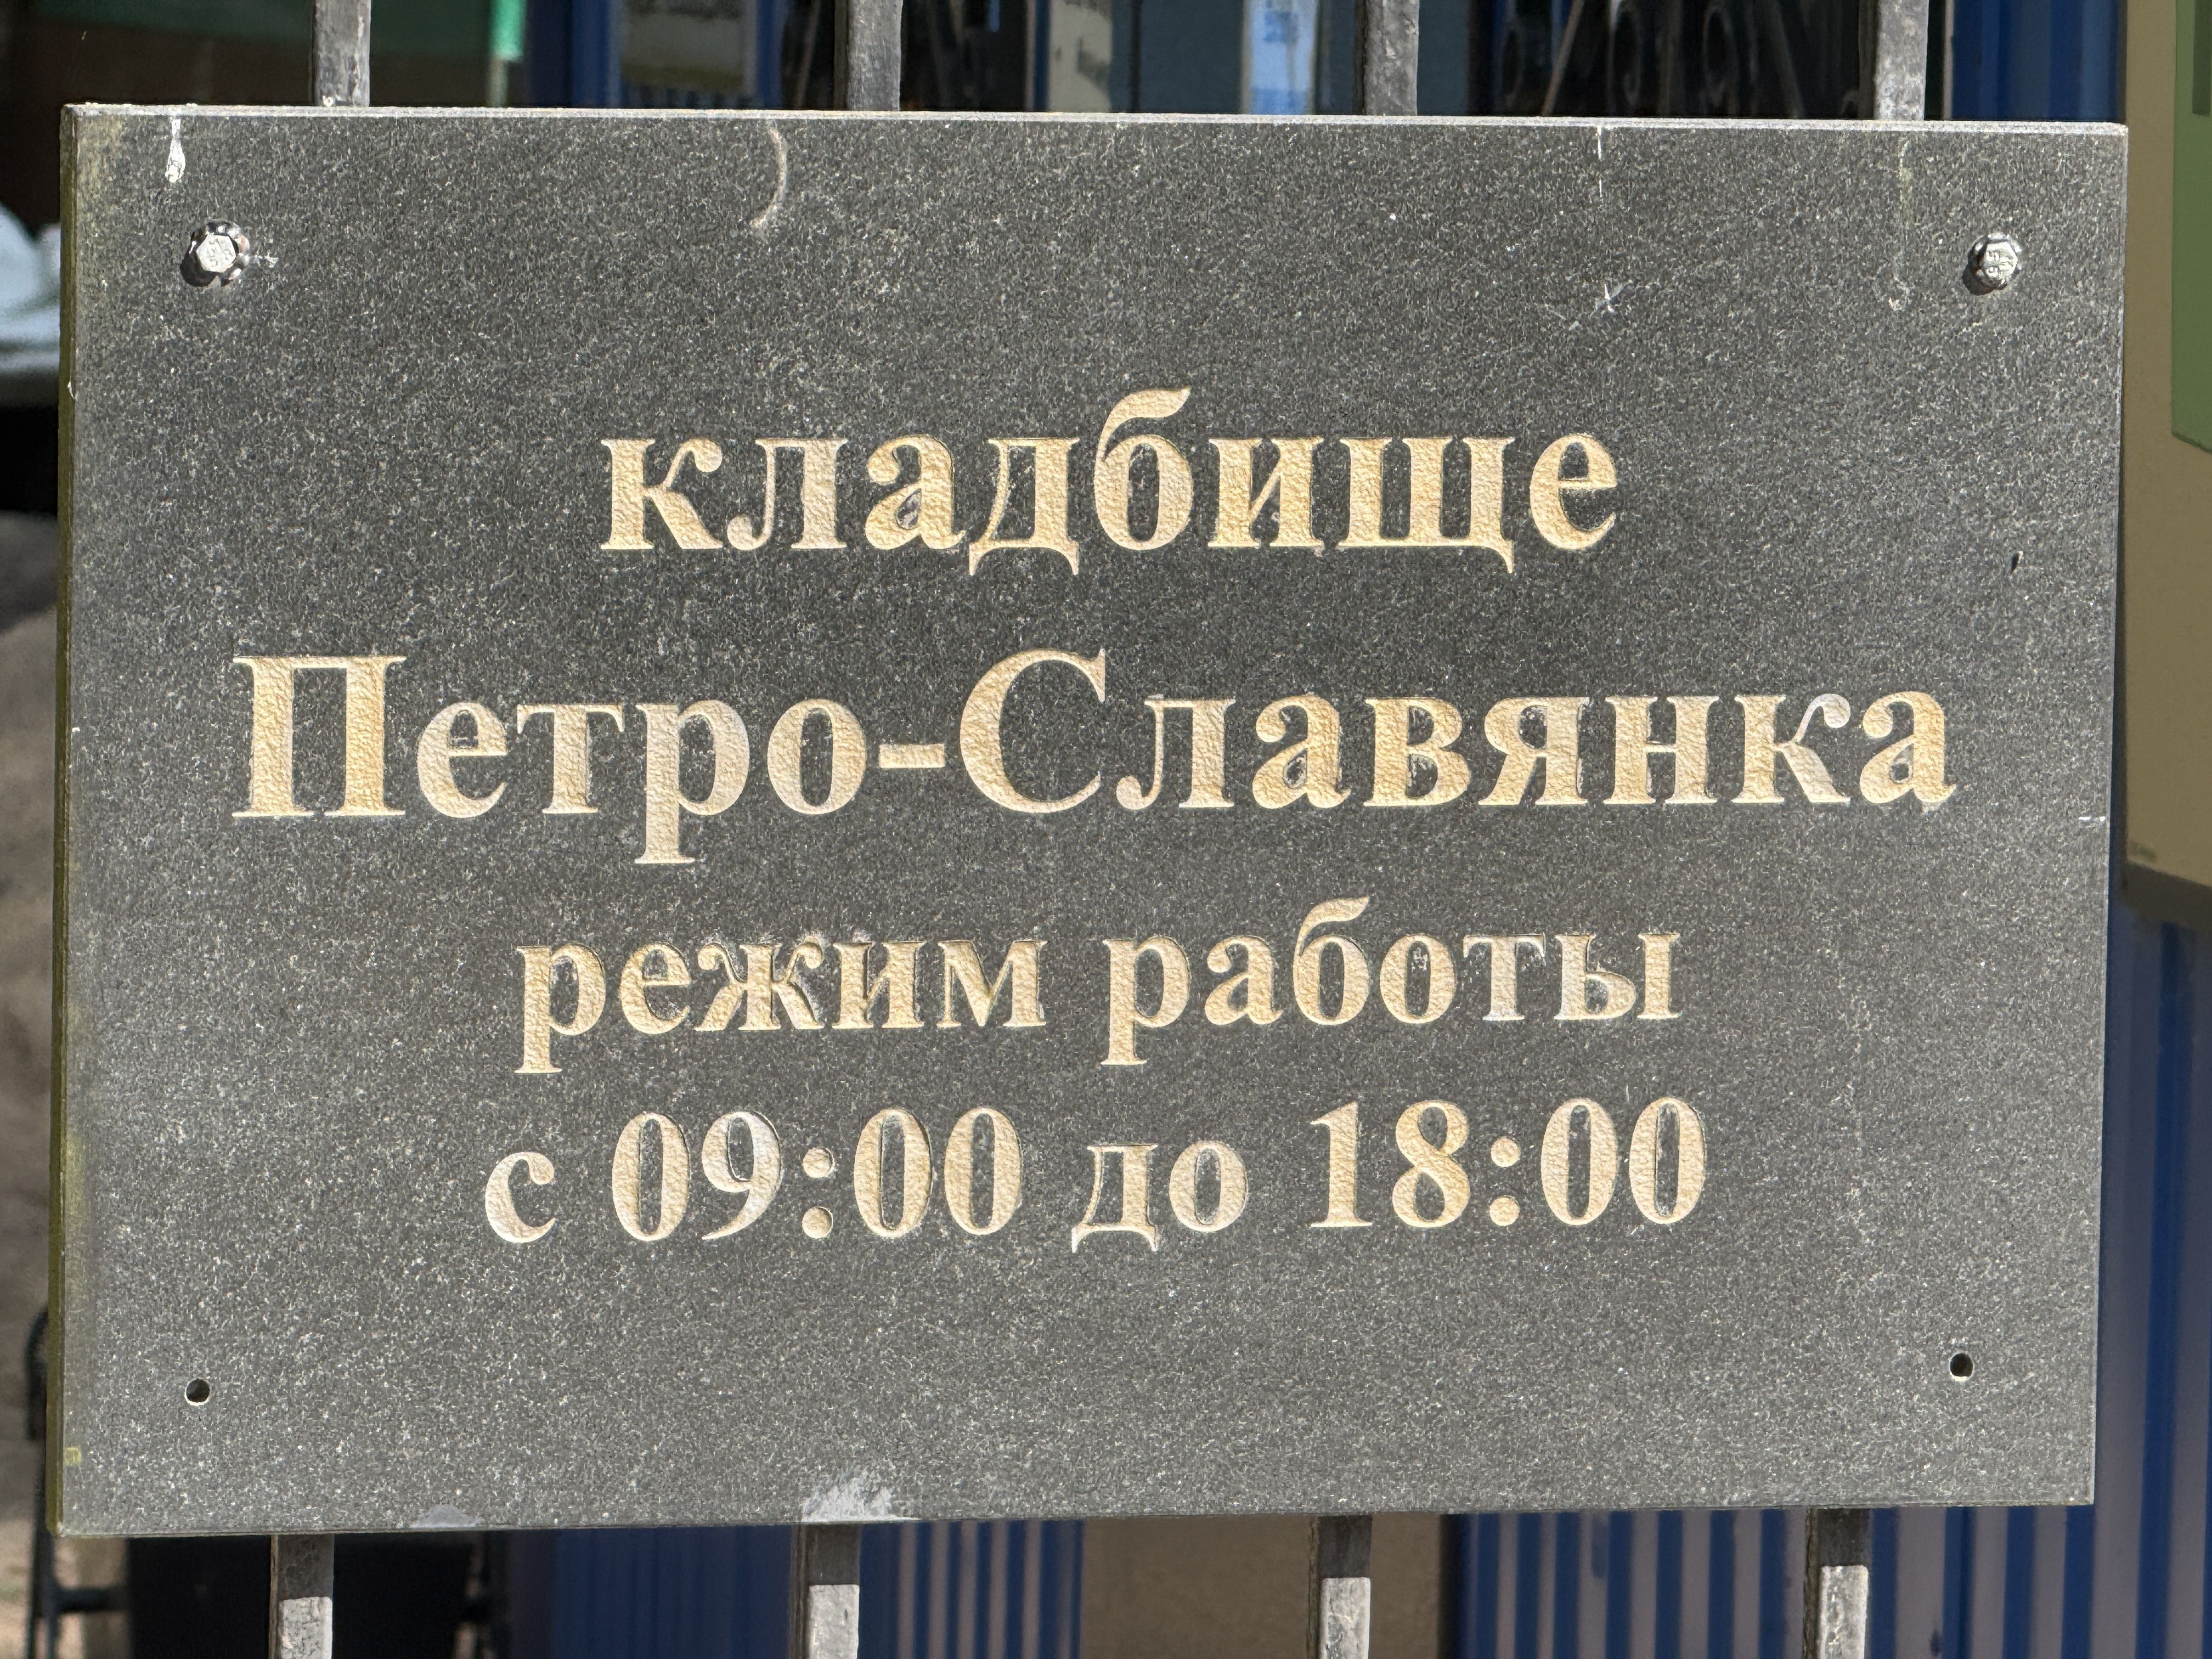 кладбище
Петро-Славянка
режим работы
с 09:00 до 18:00